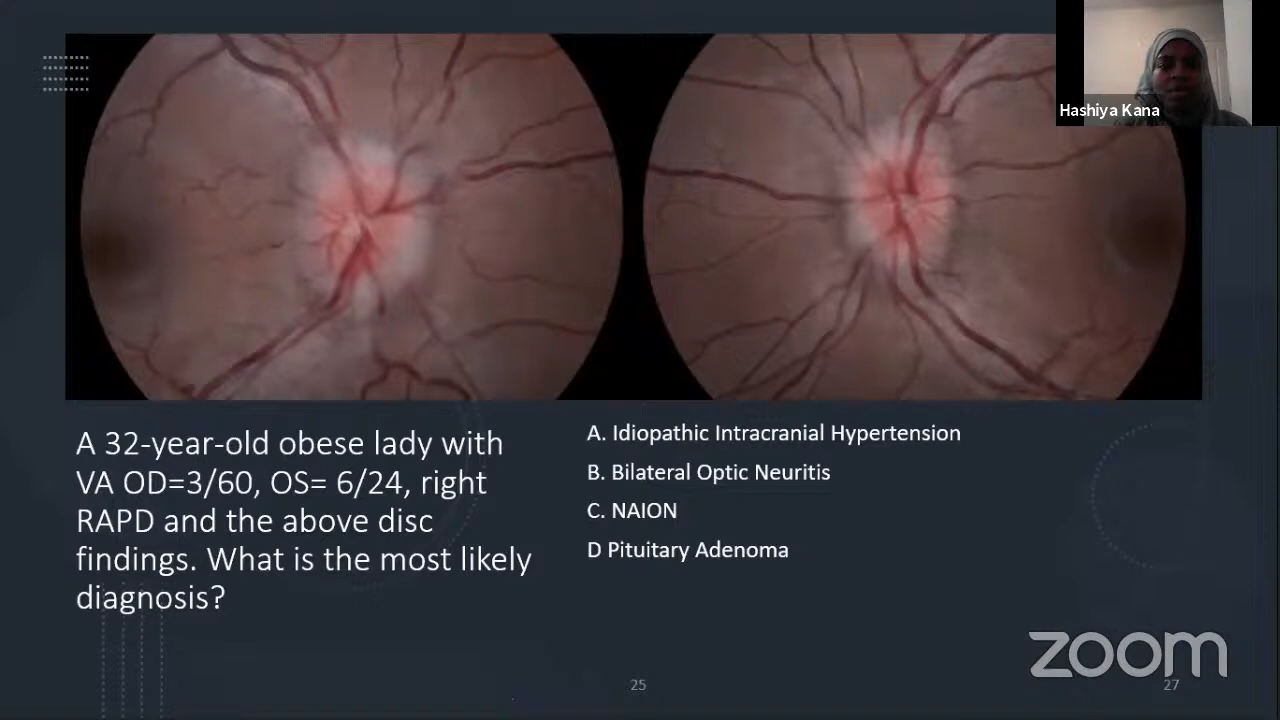 Hashiya Kana
A 32-year-old obese lady with
VA OD=3/60, OS= 6/24, right
RAPD and the above disc
findings. What is the most likely
diagnosis?
A. Idiopathic Intracranial Hypertension
B. Bilateral Optic Neuritis
C. NAION
D Pituitary Adenoma
zoom
25
27